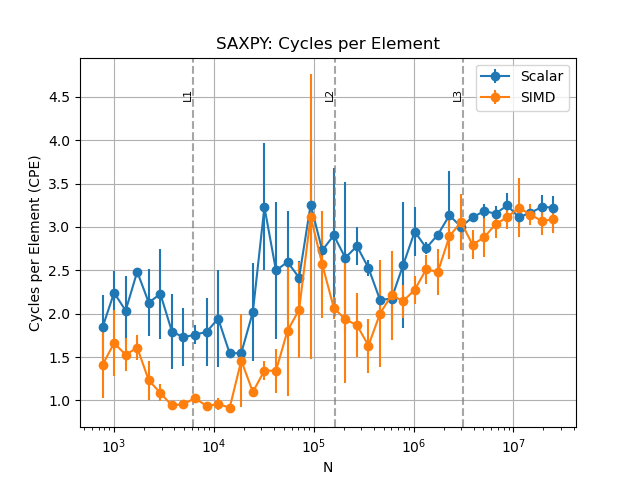 SAXPY: Cycles per Element
Cycles per Element (CPE)
4.5
4.0
3.5
3.0
2.5
2.0
1.5
1.0
L1
L2
L3
Scalar
SIMD
10³
10⁴
10⁵
10⁶
10⁷
N